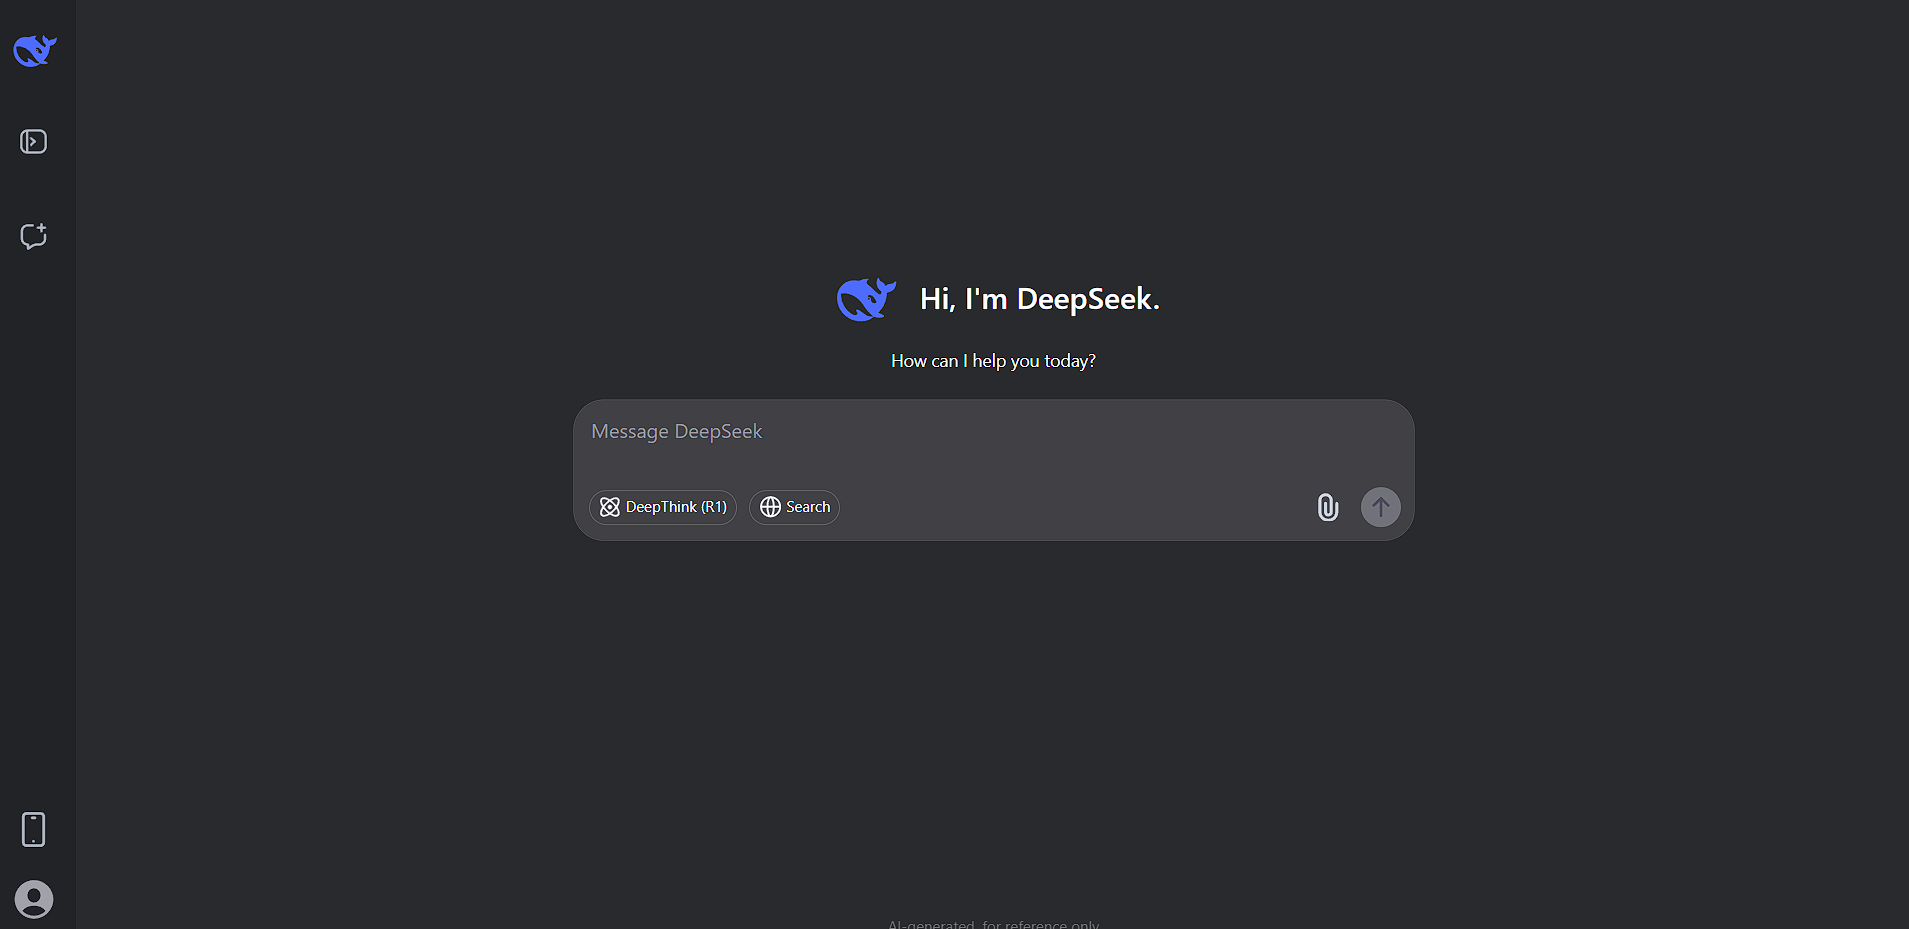 Hi, I'm DeepSeek.
How can I help you today?
Message DeepSeek
DeepThink (R1) Search
AI-generated, for reference only